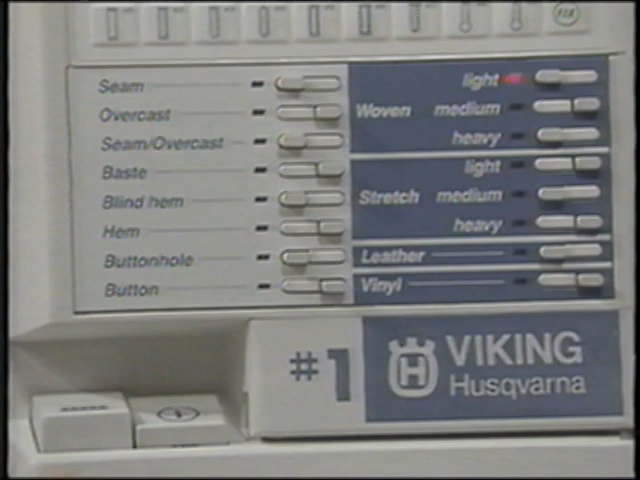 FIX
Seam
Overcast
Seam/Overcast
Baste
Blind hem
Hem
Buttonhole
Button
light
Woven medium
heavy
light
Stretch medium
heavy
Leather
Vinyl
#1
H VIKING
Husqvarna